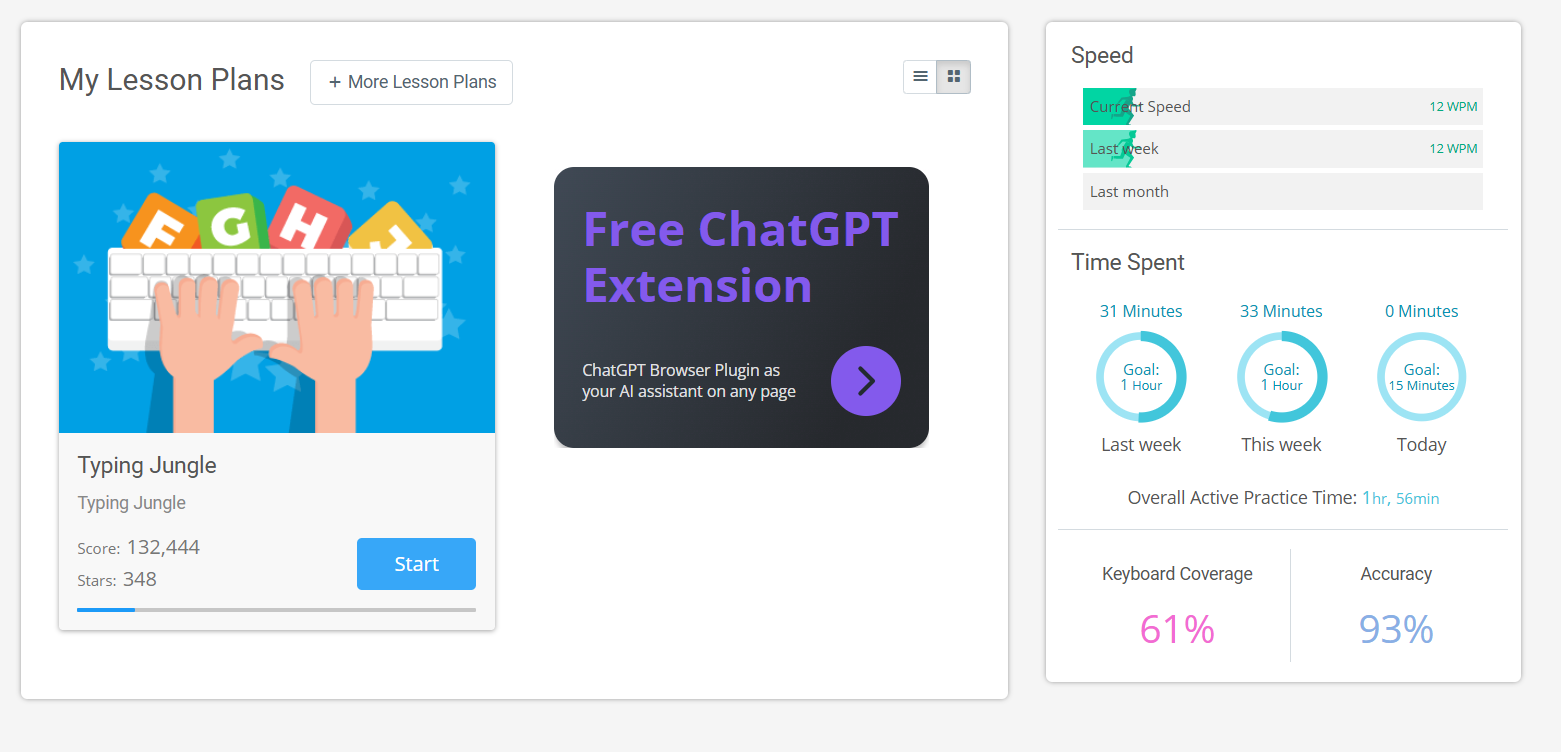 My Lesson Plans
+ More Lesson Plans
F G H J
Typing Jungle
Typing Jungle
Score: 132,444
Stars: 348
Start
Free ChatGPT
Extension
ChatGPT Browser Plugin as
your AI assistant on any page
Speed
Current Speed 12 WPM
Last week 12 WPM
Last month
Time Spent
31 Minutes
Goal:
1 Hour
Last week
33 Minutes
Goal:
1 Hour
This week
0 Minutes
Goal:
15 Minutes
Today
Overall Active Practice Time: 1hr, 56min
Keyboard Coverage
61%
Accuracy
93%